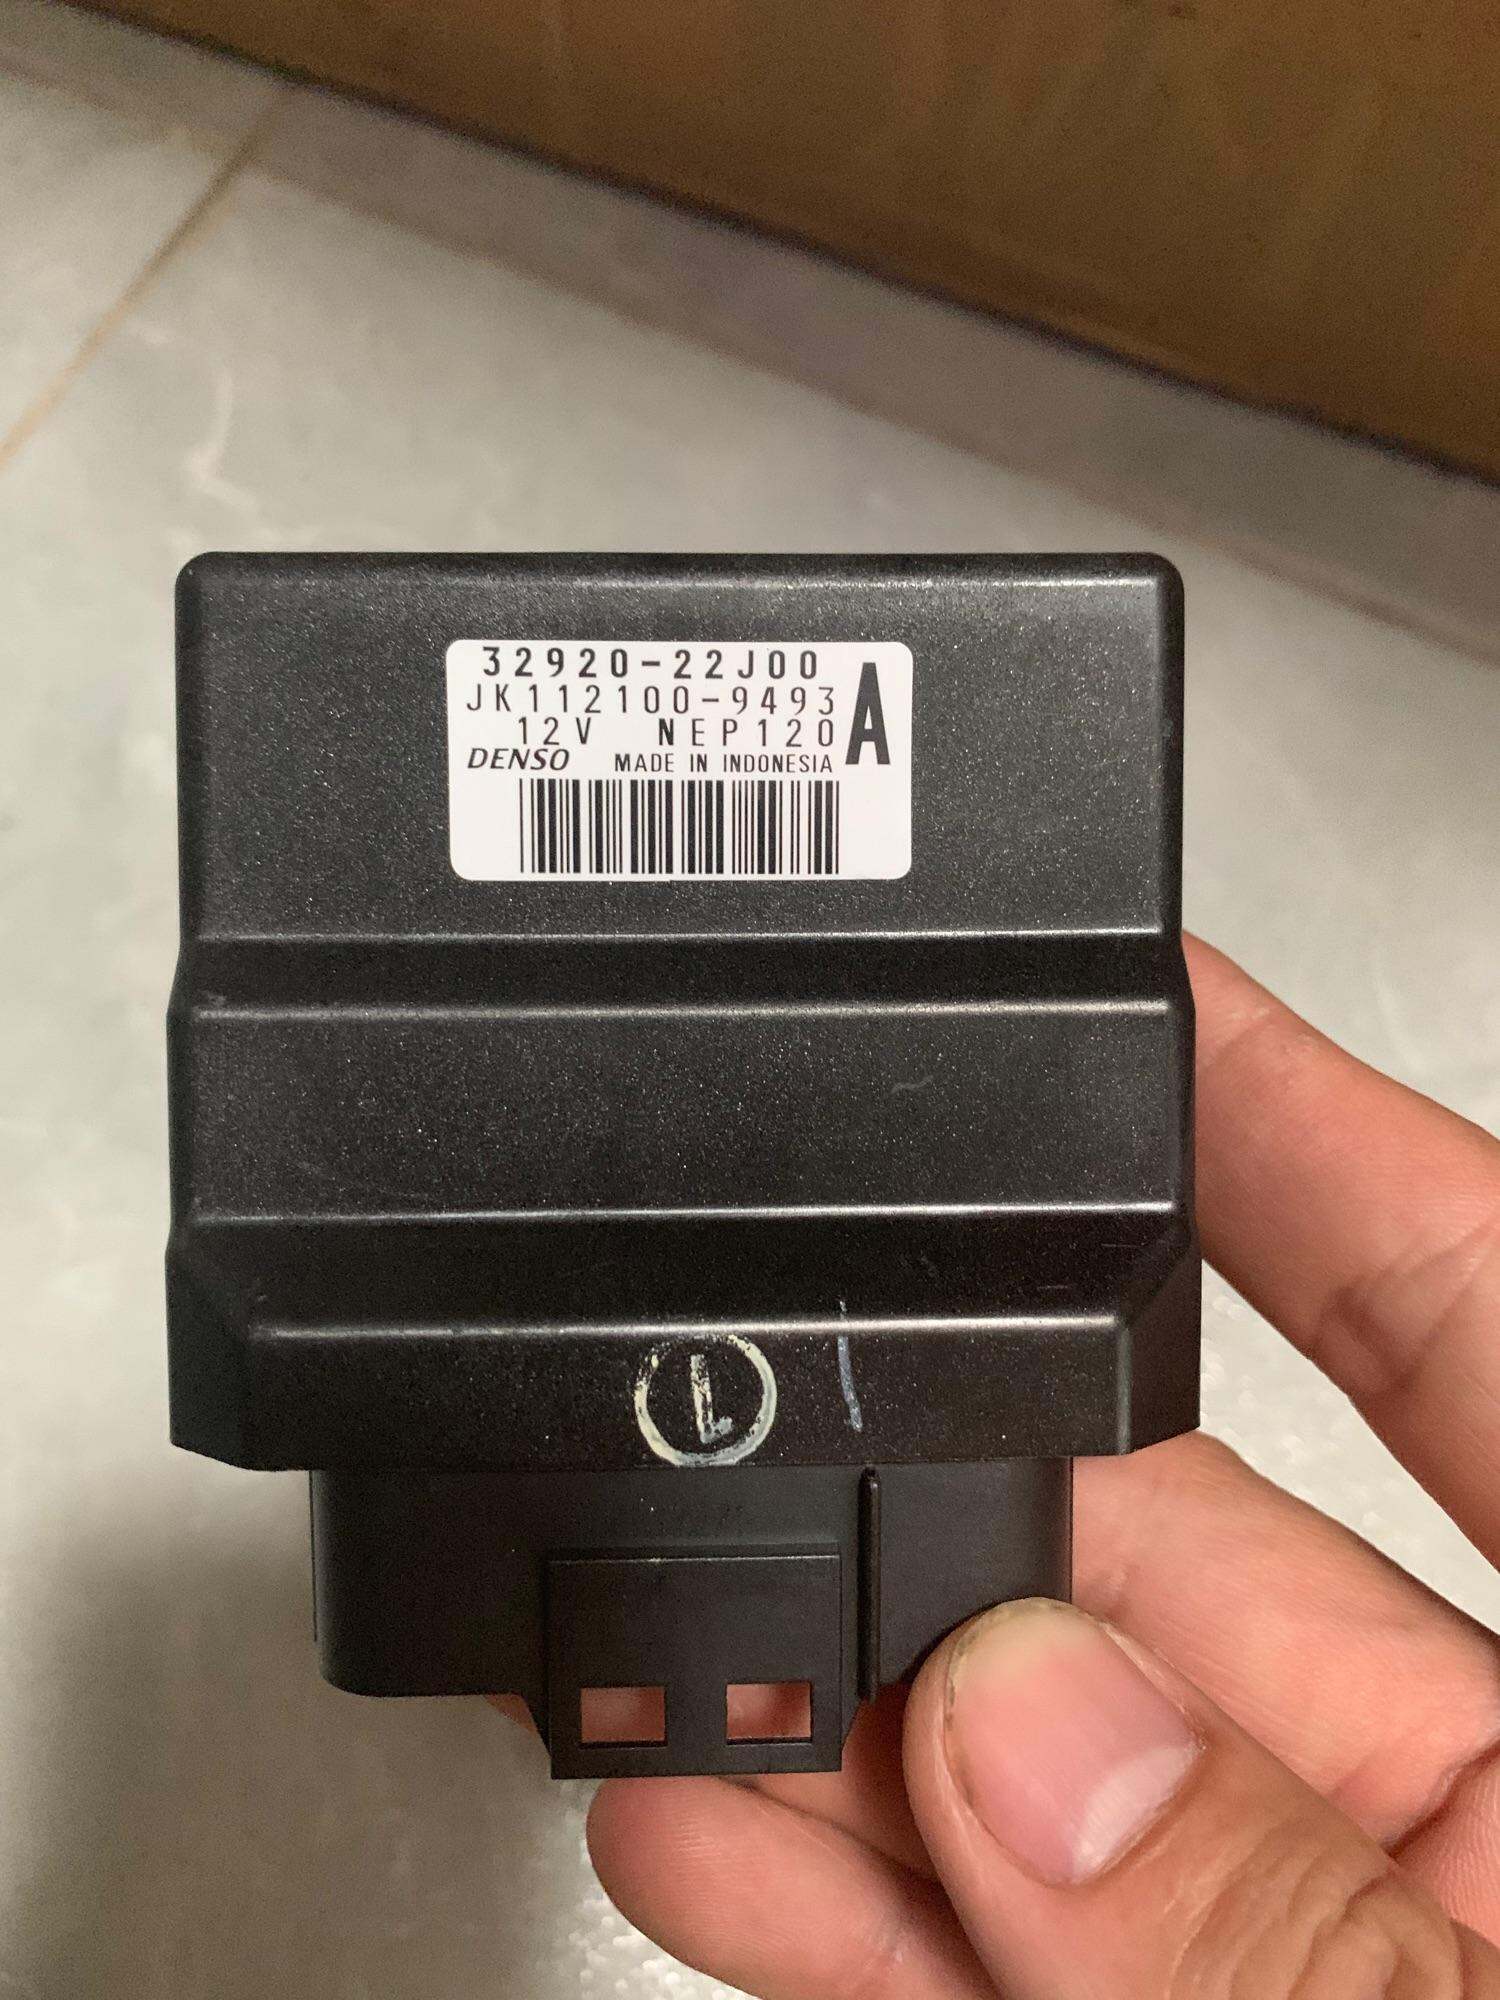 32920-22J00
JK112100-9493 A
12V NEP120
DENSO MADE IN INDONESIA
L